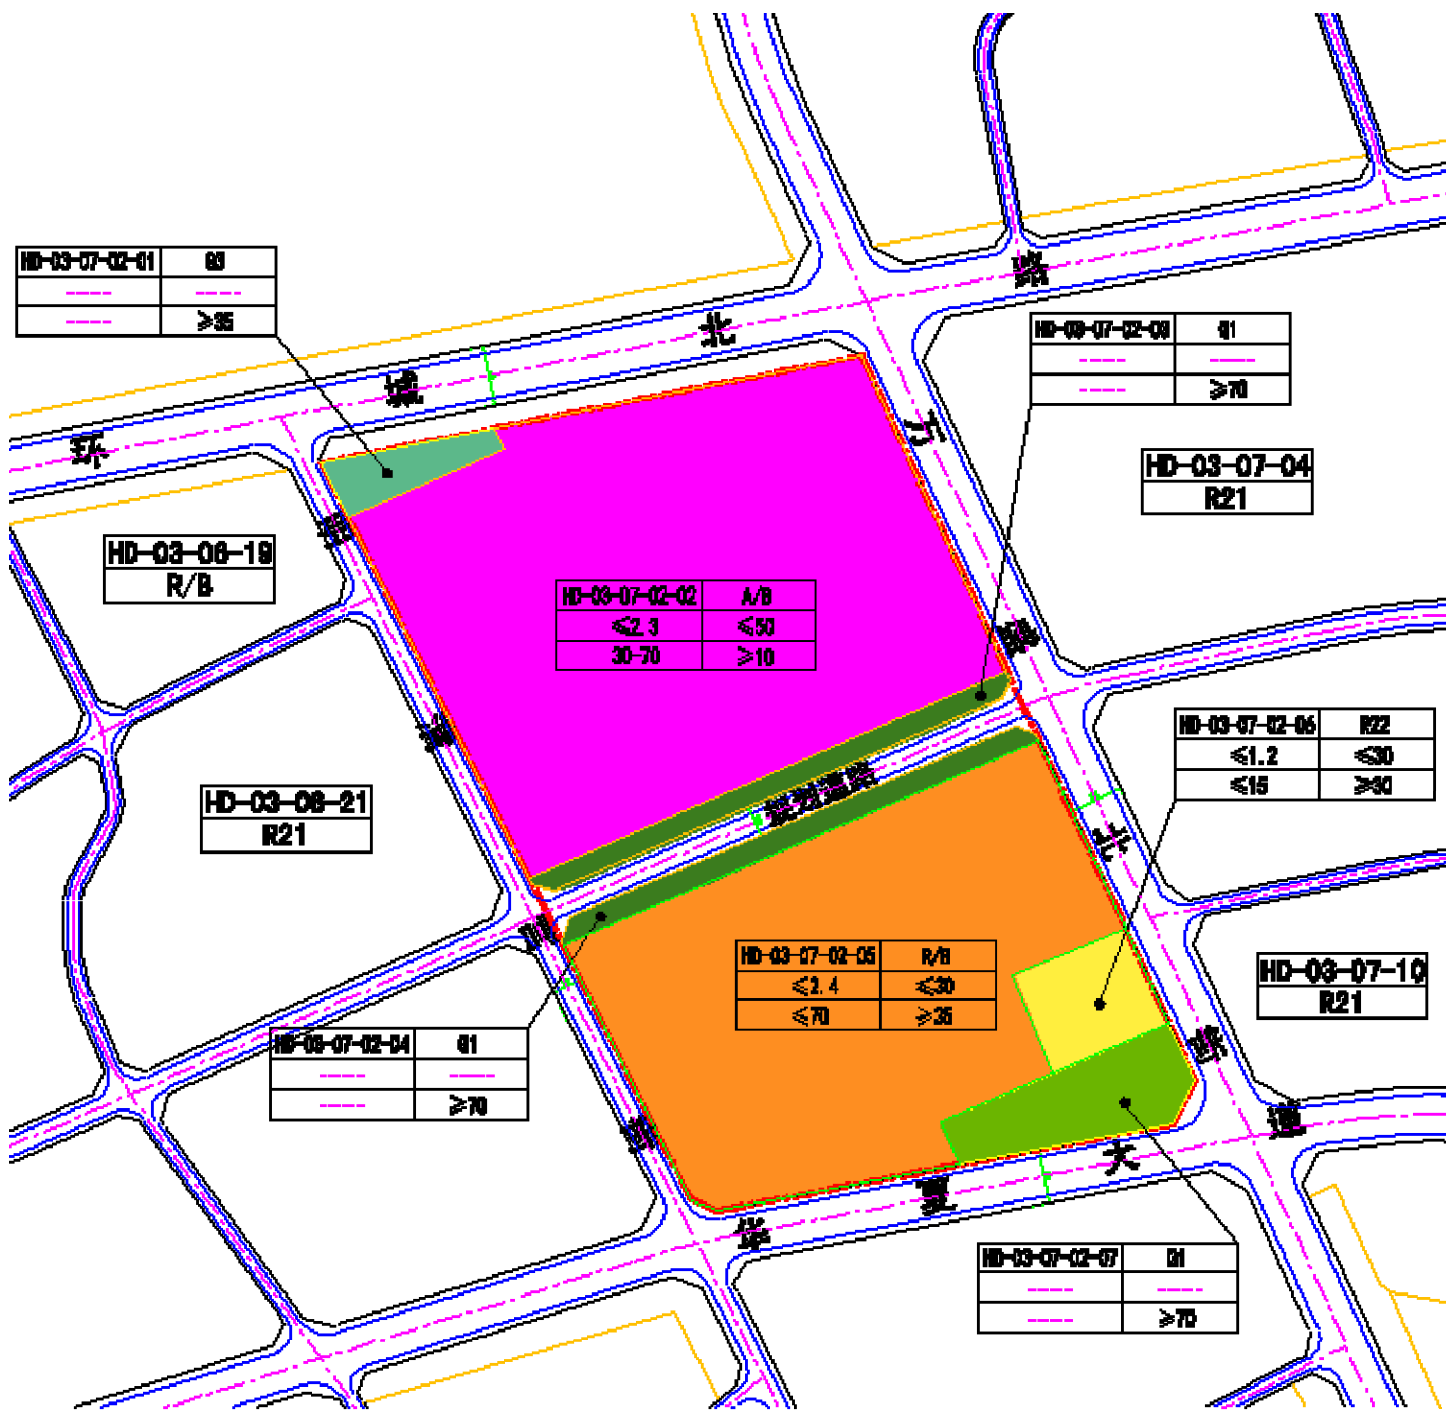 HD-03-07-02-01 G3
---- ----
---- ≥35
HD-03-07-02-03 G1
---- ----
---- ≥70
HD-03-07-04
R21
HD-03-06-19
R/B
HD-03-07-02-02 A/B
≤2.3 ≤50
30-70 ≥10
HD-03-07-02-06 R22
≤1.2 ≤30
≤15 ≥30
HD-03-06-21
R21
HD-03-07-02-05 R/B
≤2.4 ≤30
≤70 ≥35
HD-03-07-10
R21
HD-03-07-02-04 G1
---- ----
---- ≥70
大
HD-03-07-02-07 G1
---- ----
---- ≥70